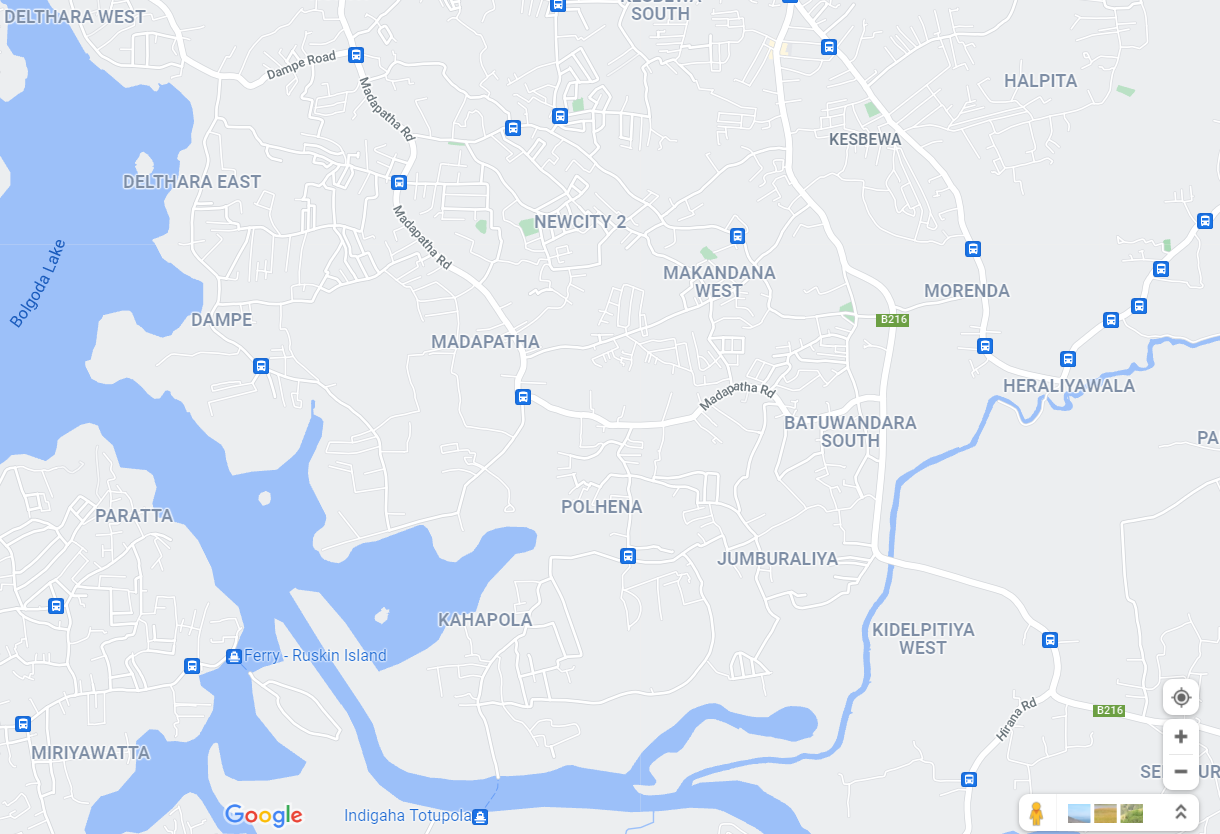 DELTHARA WEST
SOUTH
Dampe Road
HALPITA
Madapatha Rd
KESBEWA
DELTHARA EAST
NEWCITY 2
Madapatha Rd
MAKANDANA
WEST
Bolgoda Lake
MORENDA
DAMPE
B216
MADAPATHA
HERALIYAWALA
Madapatha Rd
BATUWANDARA
SOUTH
PA
POLHENA
PARATTA
JUMBURALIYA
KAHAPOLA
KIDELPITIYA
WEST
Ferry - Ruskin Island
B216
Hirana Rd
MIRIYAWATTA
Google
Indigaha Totupola